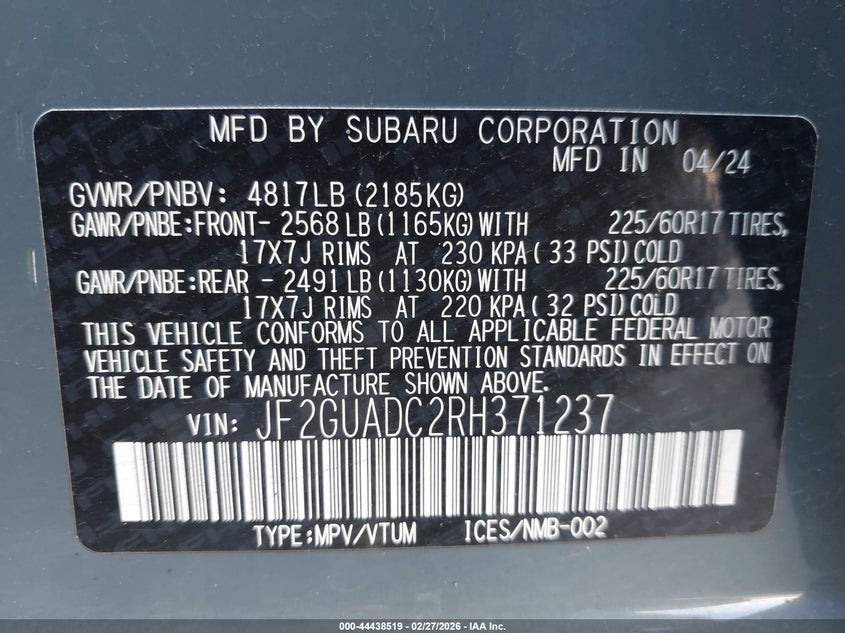 MFD BY SUBARU CORPORATION
MFD IN 04/24
GVWR/PNBV: 4817LB (2185KG)
GAWR/PNBE:FRONT- 2568 LB (1165KG) WITH 225/60R17 TIRES,
17X7J RIMS AT 230 KPA ( 33 PSI) COLD
GAWR/PNBE:REAR - 2491 LB (1130KG) WITH 225/60R17 TIRES,
17X7J RIMS AT 220 KPA ( 32 PSI) COLD
THIS VEHICLE CONFORMS TO ALL APPLICABLE FEDERAL MOTOR
VEHICLE SAFETY AND THEFT PREVENTION STANDARDS IN EFFECT ON
THE DATE OF MANUFACTURE SHOWN ABOVE.
VIN: JF2GUADC2RH371237
TYPE:MPV/VTUM ICES/NMB-002
000-44438519 - 02/27/2026 - IAA Inc.